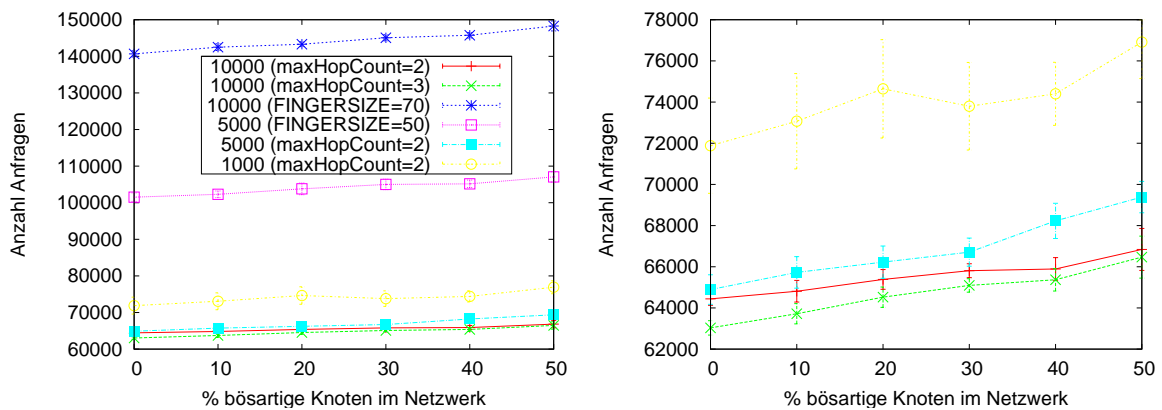 150000
140000
130000
120000
110000
100000
90000
80000
70000
60000
Anzahl Anfragen
10000 (maxHopCount=2)
10000 (maxHopCount=3)
10000 (FINGERSIZE=70)
5000 (FINGERSIZE=50)
5000 (maxHopCount=2)
1000 (maxHopCount=2)
0 10 20 30 40 50
% bösartige Knoten im Netzwerk
78000
76000
74000
72000
70000
68000
66000
64000
62000
Anzahl Anfragen
0 10 20 30 40 50
% bösartige Knoten im Netzwerk